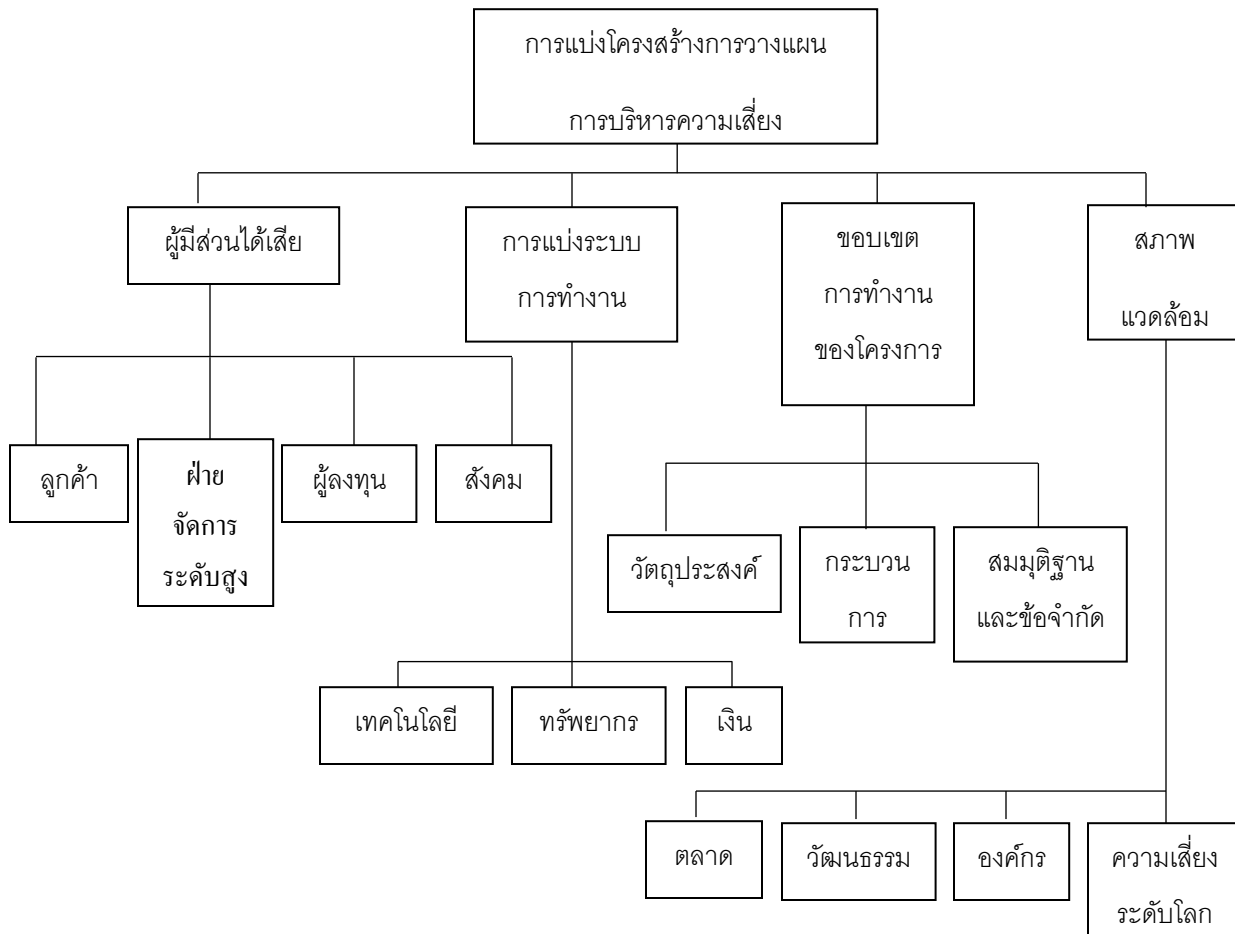 การแบ่งโครงสร้างการวางแผน
การบริหารความเสี่ยง
ผู้มีส่วนได้เสีย
การแบ่งระบบ
การทำงาน
ขอบเขต
การทำงาน
ของโครงการ
สภาพ
แวดล้อม
ลูกค้า
ฝ่าย
จัดการ
ระดับสูง
ผู้ลงทุน
สังคม
วัตถุประสงค์
กระบวน
การ
สมมุติฐาน
และข้อจำกัด
เทคโนโลยี
ทรัพยากร
เงิน
ตลาด
วัฒนธรรม
องค์กร
ความเสี่ยง
ระดับโลก